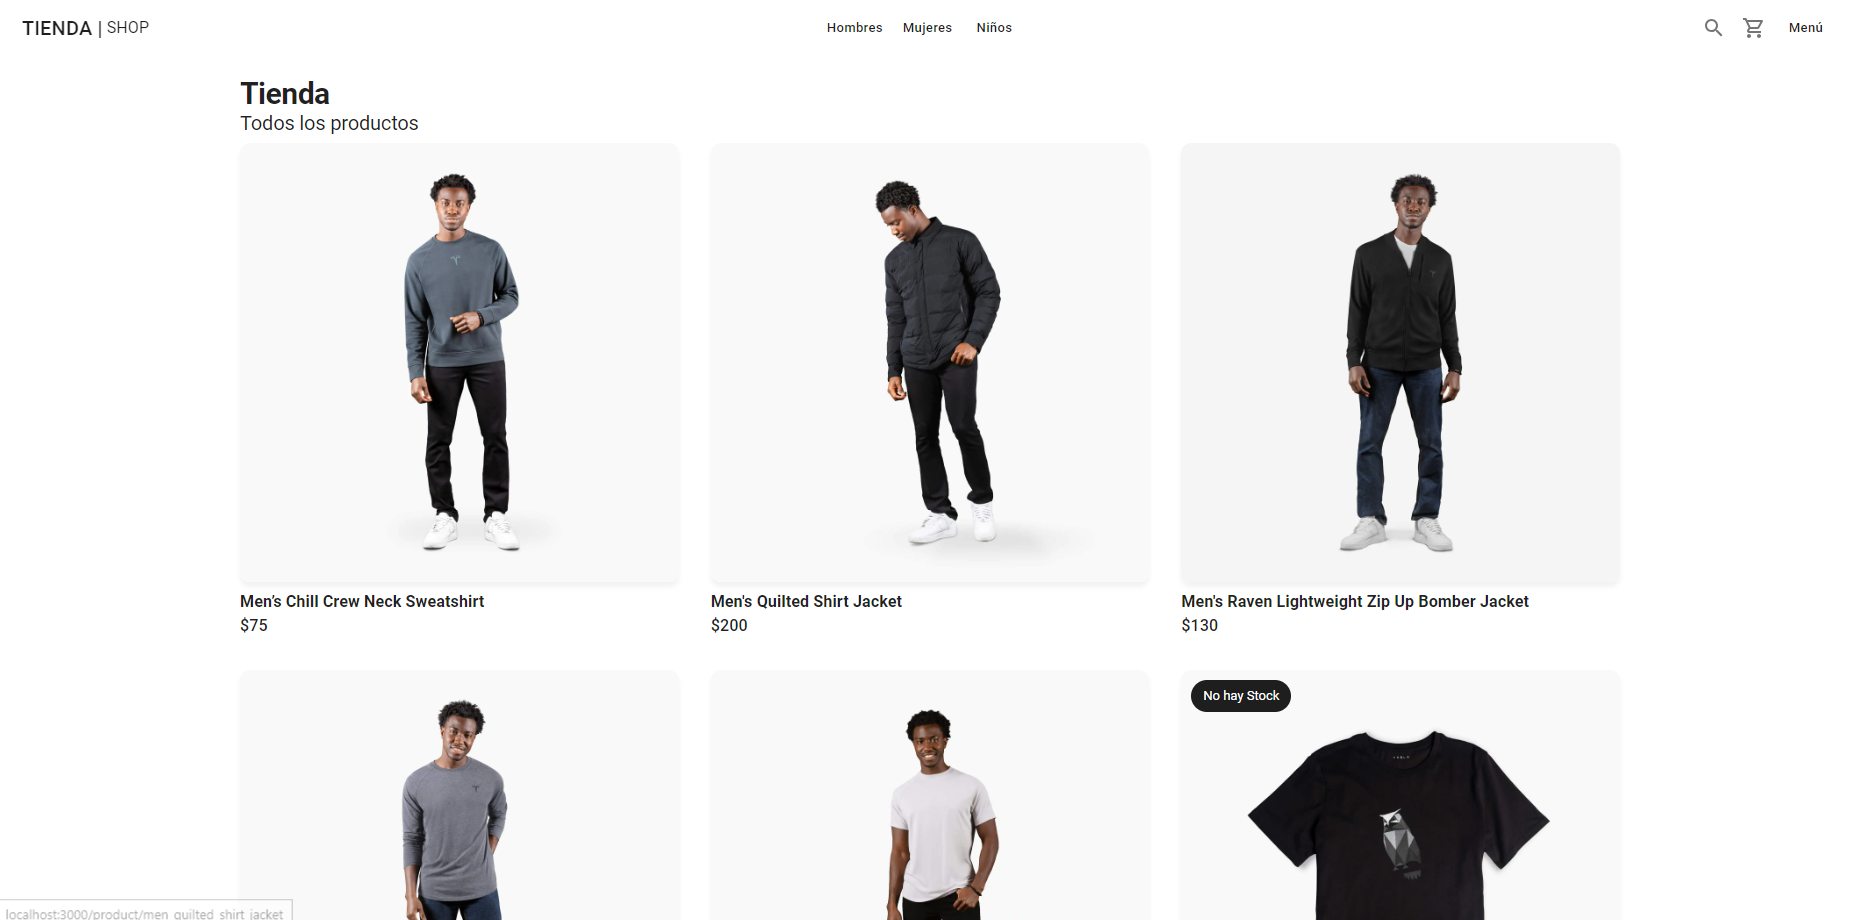 TIENDA | SHOP
Hombres Mujeres Niños
Menú
Tienda
Todos los productos
Men’s Chill Crew Neck Sweatshirt
$75
Men's Quilted Shirt Jacket
$200
Men's Raven Lightweight Zip Up Bomber Jacket
$130
No hay Stock
localhost:3000/product/men_quilted_shirt_jacket